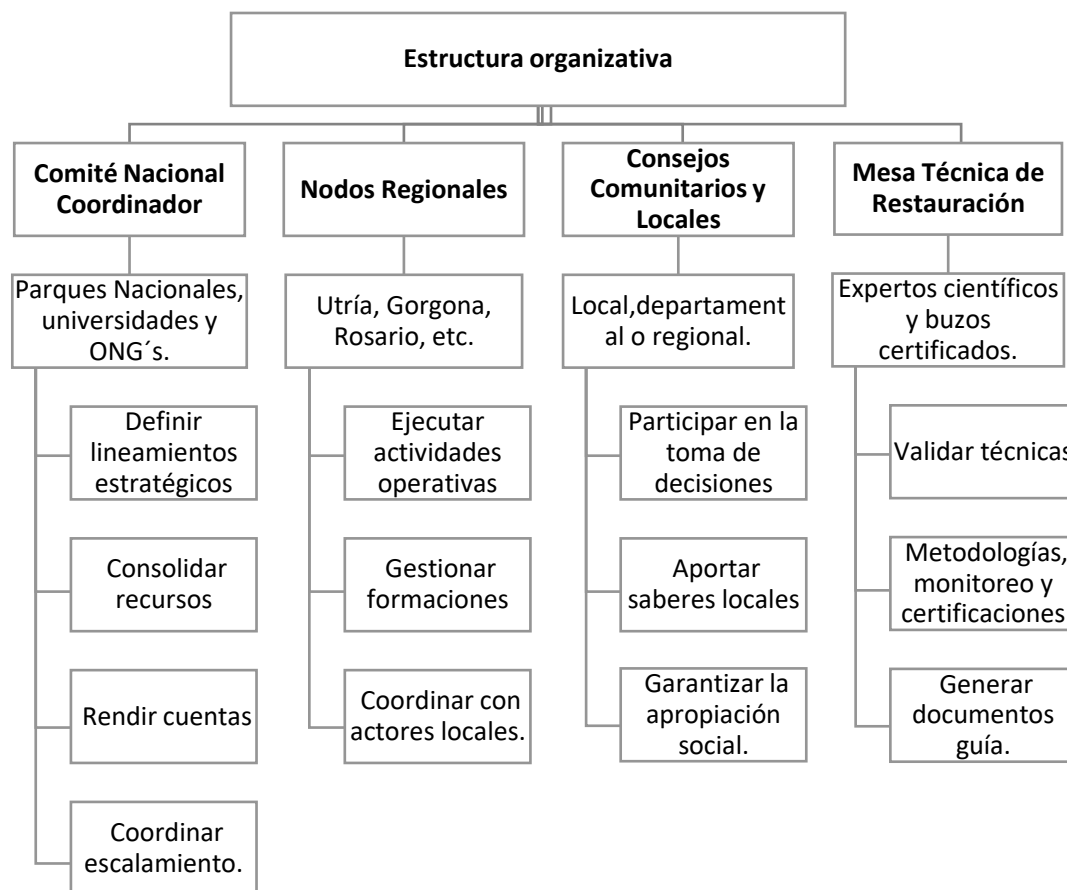 Estructura organizativa
Comité Nacional
Coordinador
Parques Nacionales,
universidades y
ONG´s.
Definir
lineamientos
estratégicos
Consolidar
recursos
Rendir cuentas
Coordinar
escalamiento.
Nodos Regionales
Utría, Gorgona,
Rosario, etc.
Ejecutar
actividades
operativas
Gestionar
formaciones
Coordinar con
actores locales.
Consejos
Comunitarios y
Locales
Local,department
al o regional.
Participar en la
toma de
decisiones
Aportar
saberes locales
Garantizar la
apropiación
social.
Mesa Técnica de
Restauración
Expertos científicos
y buzos
certificados.
Validar técnicas
Metodologías,
monitoreo y
certificaciones
Generar
documentos
guía.